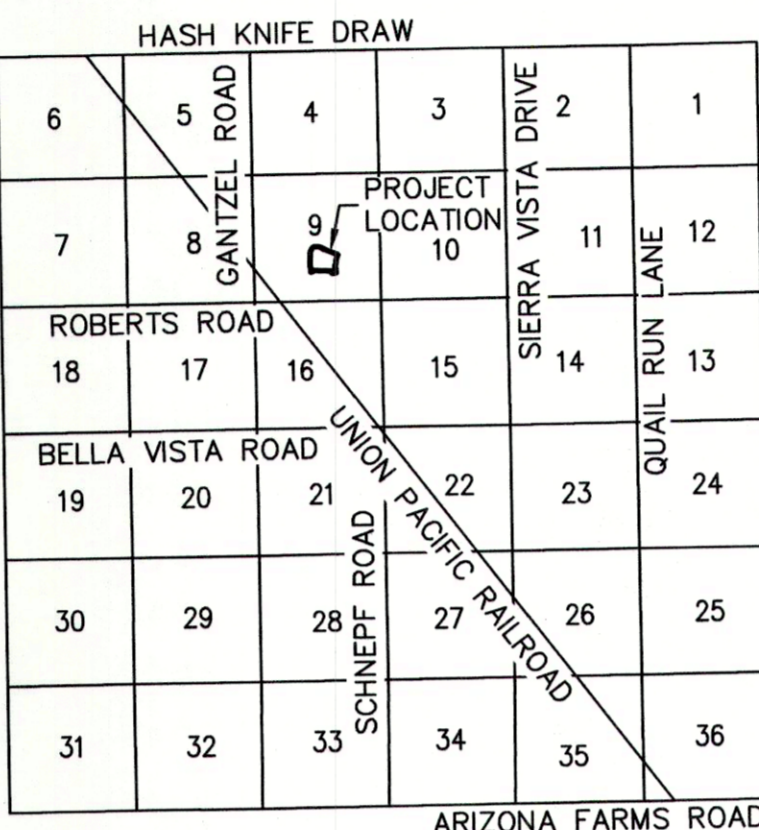 HASH KNIFE DRAW
6 5 4 3 2 1
GANTZEL ROAD
SIERRA VISTA DRIVE
PROJECT
LOCATION
7 8 9 10 11 12
QUAIL RUN LANE
ROBERTS ROAD
18 17 16 15 14 13
UNION PACIFIC RAILROAD
BELLA VISTA ROAD
19 20 21 22 23 24
SCHNEPF ROAD
30 29 28 27 26 25
31 32 33 34 35 36
ARIZONA FARMS ROAD